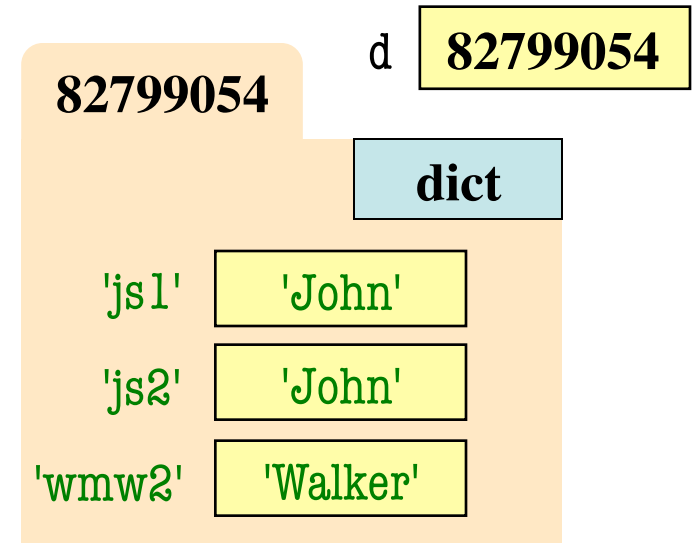 d 82799054
82799054
dict
'js1' 'John'
'js2' 'John'
'wmw2' 'Walker'